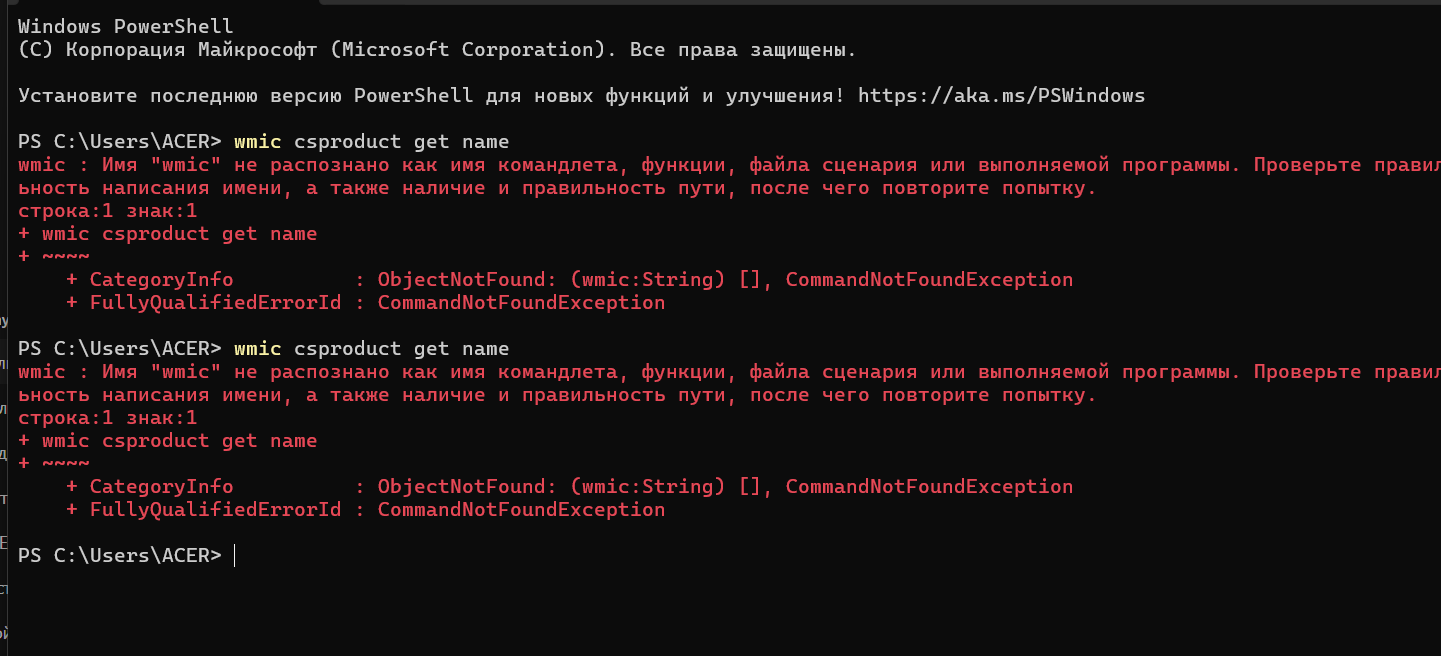 Windows PowerShell
(C) Корпорация Майкрософт (Microsoft Corporation). Все права защищены.
Установите последнюю версию PowerShell для новых функций и улучшения! https://aka.ms/PSWindows
PS C:\Users\ACER> wmic csproduct get name
wmic : Имя "wmic" не распознано как имя командлета, функции, файла сценария или выполняемой программы. Проверьте правил
ьность написания имени, а также наличие и правильность пути, после чего повторите попытку.
строка:1 знак:1
+ wmic csproduct get name
+ ~~~~
    + CategoryInfo          : ObjectNotFound: (wmic:String) [], CommandNotFoundException
    + FullyQualifiedErrorId : CommandNotFoundException
PS C:\Users\ACER> wmic csproduct get name
wmic : Имя "wmic" не распознано как имя командлета, функции, файла сценария или выполняемой программы. Проверьте правил
ьность написания имени, а также наличие и правильность пути, после чего повторите попытку.
строка:1 знак:1
+ wmic csproduct get name
+ ~~~~
    + CategoryInfo          : ObjectNotFound: (wmic:String) [], CommandNotFoundException
    + FullyQualifiedErrorId : CommandNotFoundException
PS C:\Users\ACER>